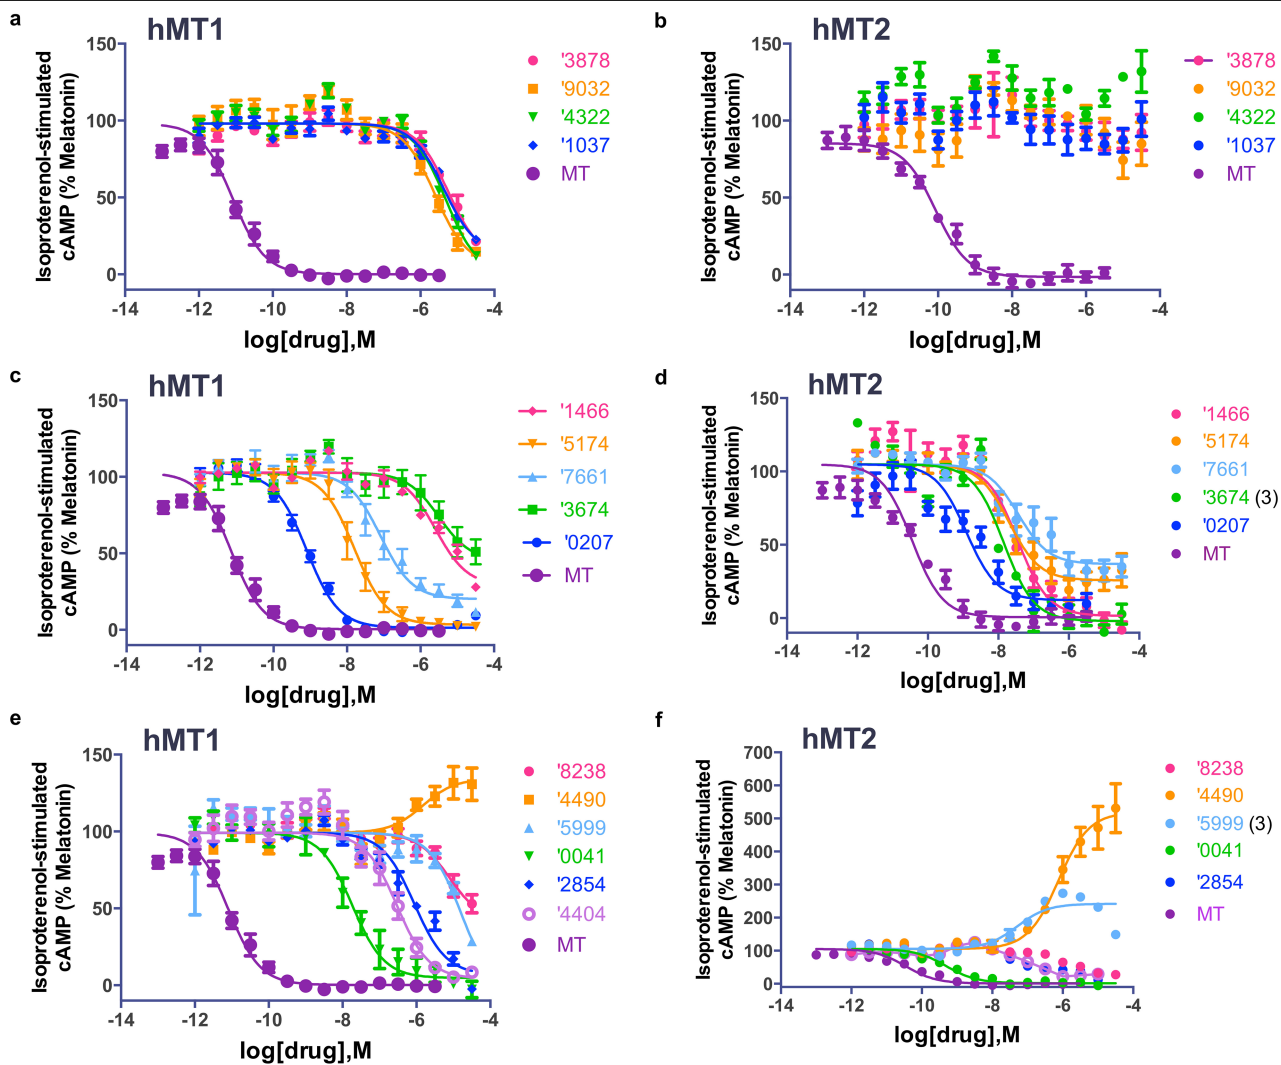 a
hMT1
Isoproterenol-stimulated
cAMP (% Melatonin)
150
100
50
0
-14
-12
-10
-8
-6
-4
log[drug],M
'3878
'9032
'4322
'1037
MT
b
hMT2
Isoproterenol-stimulated
cAMP (% Melatonin)
150
100
50
0
-14
-12
-10
-8
-6
-4
log[drug],M
'3878
'9032
'4322
'1037
MT
c
hMT1
Isoproterenol-stimulated
cAMP (% Melatonin)
150
100
50
0
-14
-12
-10
-8
-6
-4
log[drug],M
'1466
'5174
'7661
'3674
'0207
MT
d
hMT2
Isoproterenol-stimulated
cAMP (% Melatonin)
150
100
50
0
-14
-12
-10
-8
-6
-4
log[drug],M
'1466
'5174
'7661
'3674 (3)
'0207
MT
e
hMT1
Isoproterenol-stimulated
cAMP (% Melatonin)
150
100
50
0
-14
-12
-10
-8
-6
-4
log[drug],M
'8238
'4490
'5999
'0041
'2854
'4404
MT
f
hMT2
Isoproterenol-stimulated
cAMP (% Melatonin)
700
600
500
400
300
200
100
0
-14
-12
-10
-8
-6
-4
log[drug],M
'8238
'4490
'5999 (3)
'0041
'2854
MT